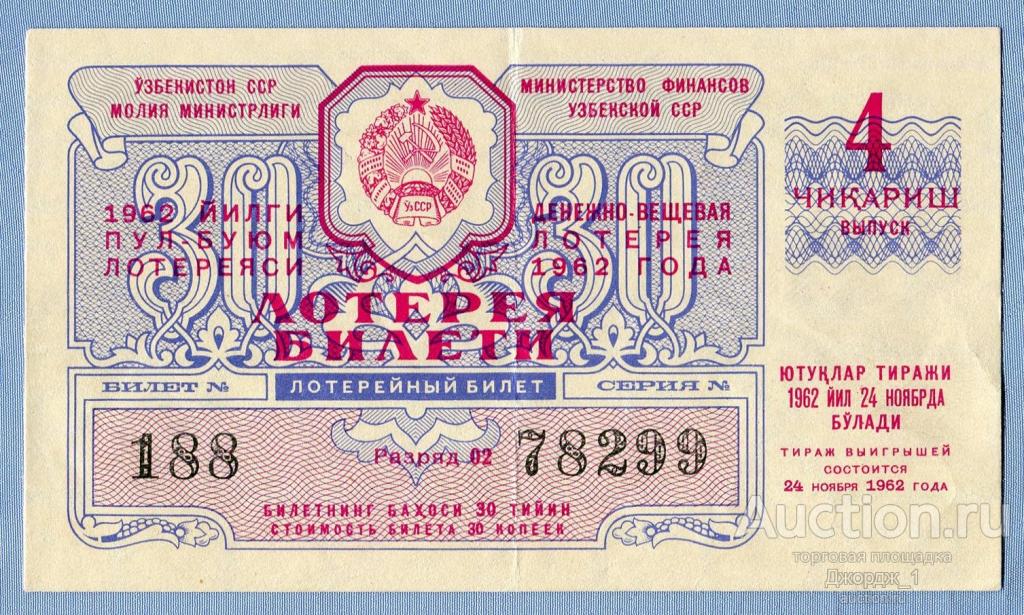 ЎЗБЕКИСТОН ССР
МОЛИЯ МИНИСТРЛИГИ
МИНИСТЕРСТВО ФИНАНСОВ
УЗБЕКСКОЙ ССР
ЎзССР
30 30
1962 ЙИЛГИ
ПУЛ-БУЮМ
ЛОТЕРЕЯСИ
ДЕНЕЖНО-ВЕЩЕВАЯ
ЛОТЕРЕЯ
1962 ГОДА
ЛОТЕРЕЯ
БИЛЕТИ
БИЛЕТ №
ЛОТЕРЕЙНЫЙ БИЛЕТ
СЕРИЯ №
188
Разряд 02
78299
БИЛЕТНИНГ БАҲОСИ 30 ТИЙИН
СТОИМОСТЬ БИЛЕТА 30 КОПЕЕК
4
ЧИҚАРИШ
ВЫПУСК
ЮТУҚЛАР ТИРАЖИ
1962 ЙИЛ 24 НОЯБРДА
БЎЛАДИ
ТИРАЖ ВЫИГРЫШЕЙ
СОСТОИТСЯ
24 НОЯБРЯ 1962 ГОДА
Auction.ru
торговая площадка
Джордж_1